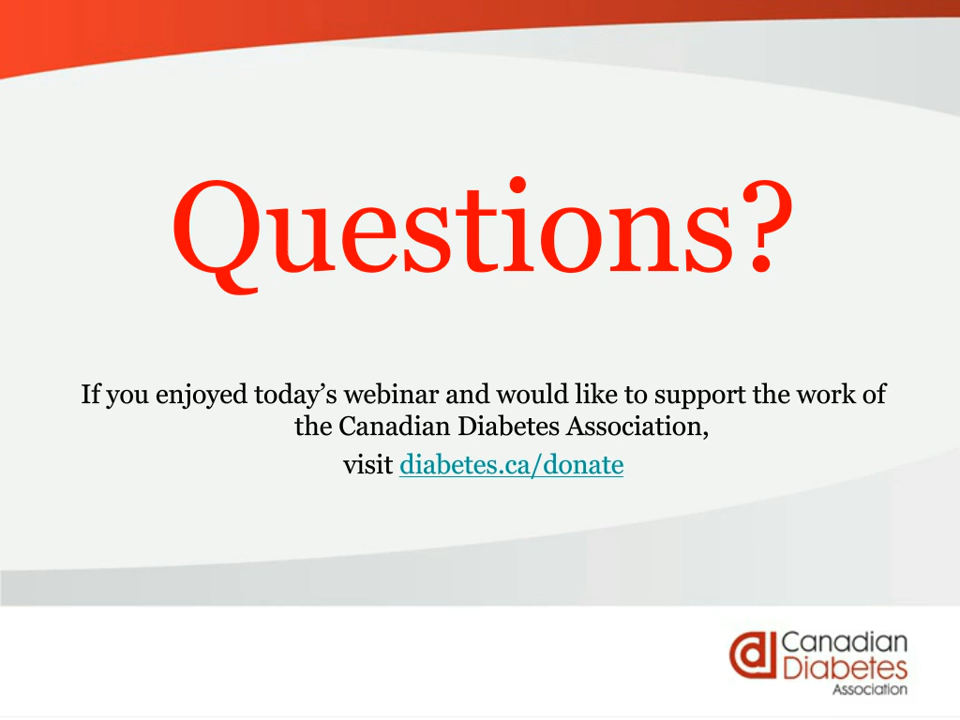 Questions?
If you enjoyed today’s webinar and would like to support the work of
the Canadian Diabetes Association,
visit diabetes.ca/donate
Canadian
Diabetes
Association